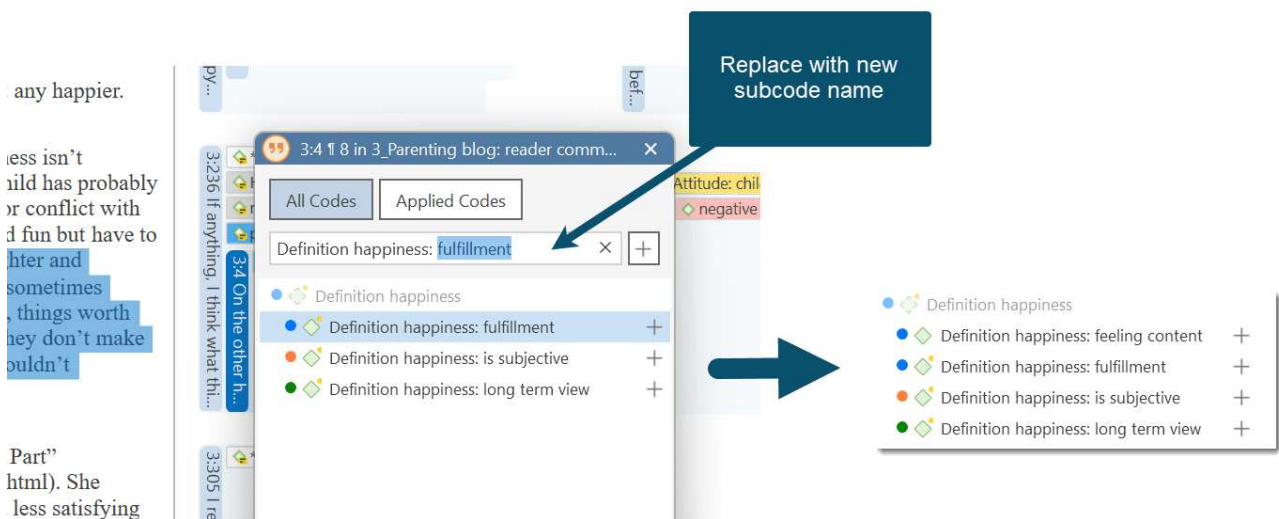 any happier.
ness isn't
hild has probably
or conflict with
d fun but have to
ghter and
sometimes
, things worth
hey don't make
ouldn't
Part"
html). She
less satisfying
py...
3:236 If anything, I think what thi...
3:4 On the other h...
3:305 I re
bef...
Replace with new
subcode name
3:4 ¶ 8 in 3_Parenting blog: reader comm...
All Codes
Applied Codes
Definition happiness: fulfillment
Definition happiness
Definition happiness: fulfillment
Definition happiness: is subjective
Definition happiness: long term view
Attitude: chil
negative
Definition happiness
Definition happiness: feeling content
Definition happiness: fulfillment
Definition happiness: is subjective
Definition happiness: long term view